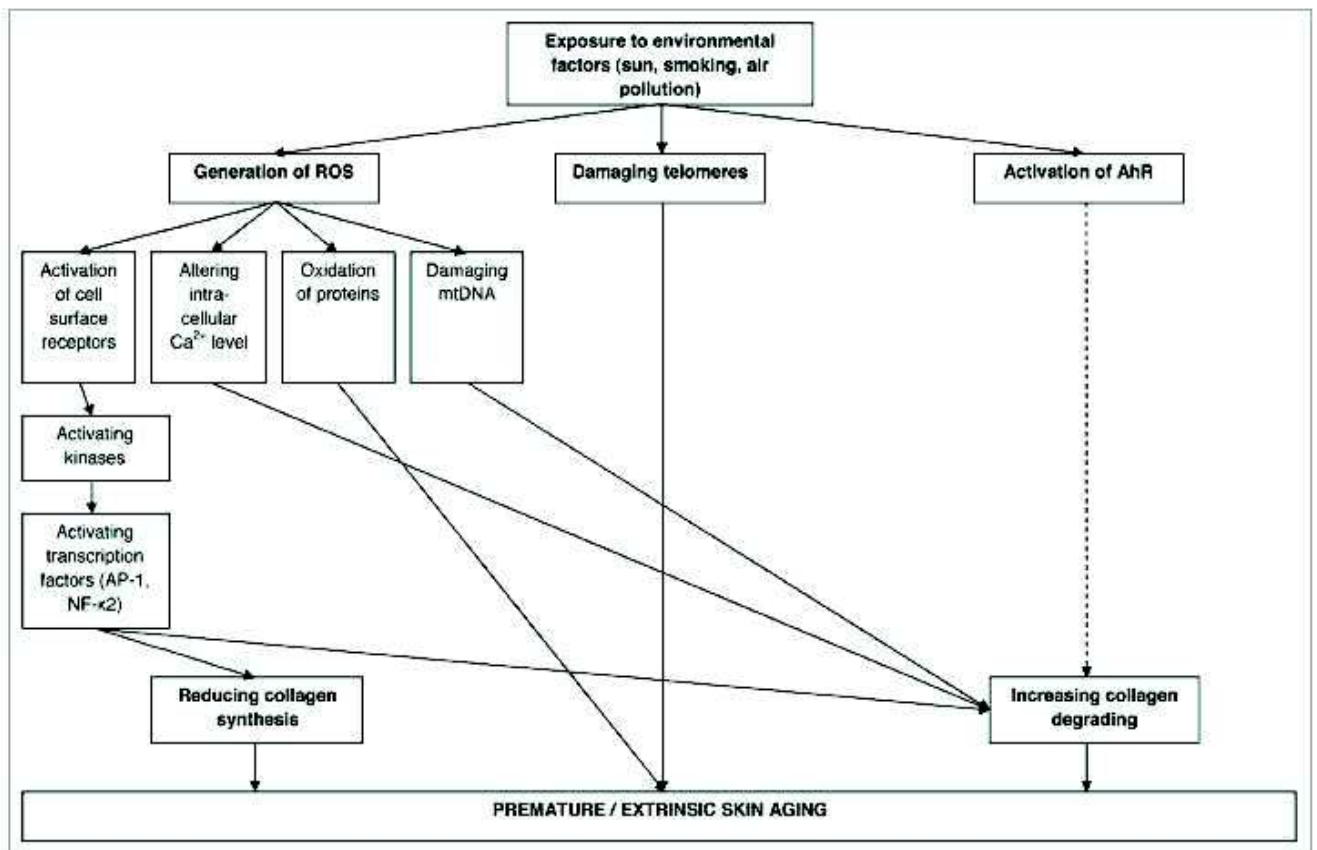 Exposure to environmental
factors (sun, smoking, air
pollution)
Generation of ROS
Damaging telomeres
Activation of AhR
Activation
of cell
surface
receptors
Altering
intra-
cellular
Ca²⁺ level
Oxidation
of proteins
Damaging
mtDNA
Activating
kinases
Activating
transcription
factors (AP-1,
NF-κ2)
Reducing collagen
synthesis
Increasing collagen
degrading
PREMATURE / EXTRINSIC SKIN AGING